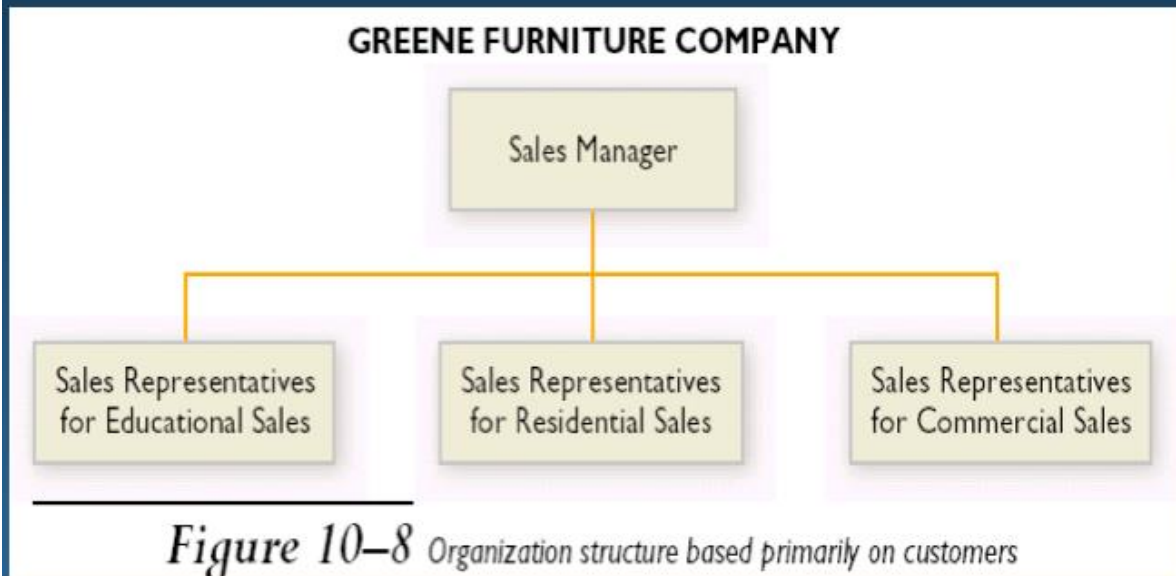 GREENE FURNITURE COMPANY
Sales Manager
Sales Representatives
for Educational Sales
Sales Representatives
for Residential Sales
Sales Representatives
for Commercial Sales
Figure 10–8 Organization structure based primarily on customers